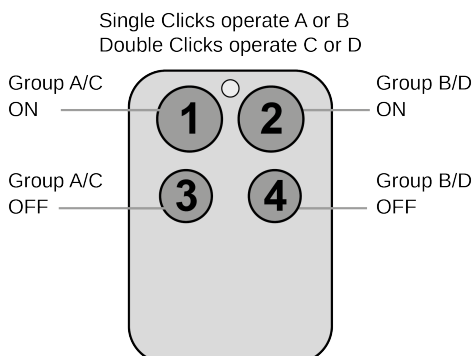 Single Clicks operate A or B
Double Clicks operate C or D
Group A/C
ON
Group B/D
ON
1
2
Group A/C
OFF
Group B/D
OFF
3
4